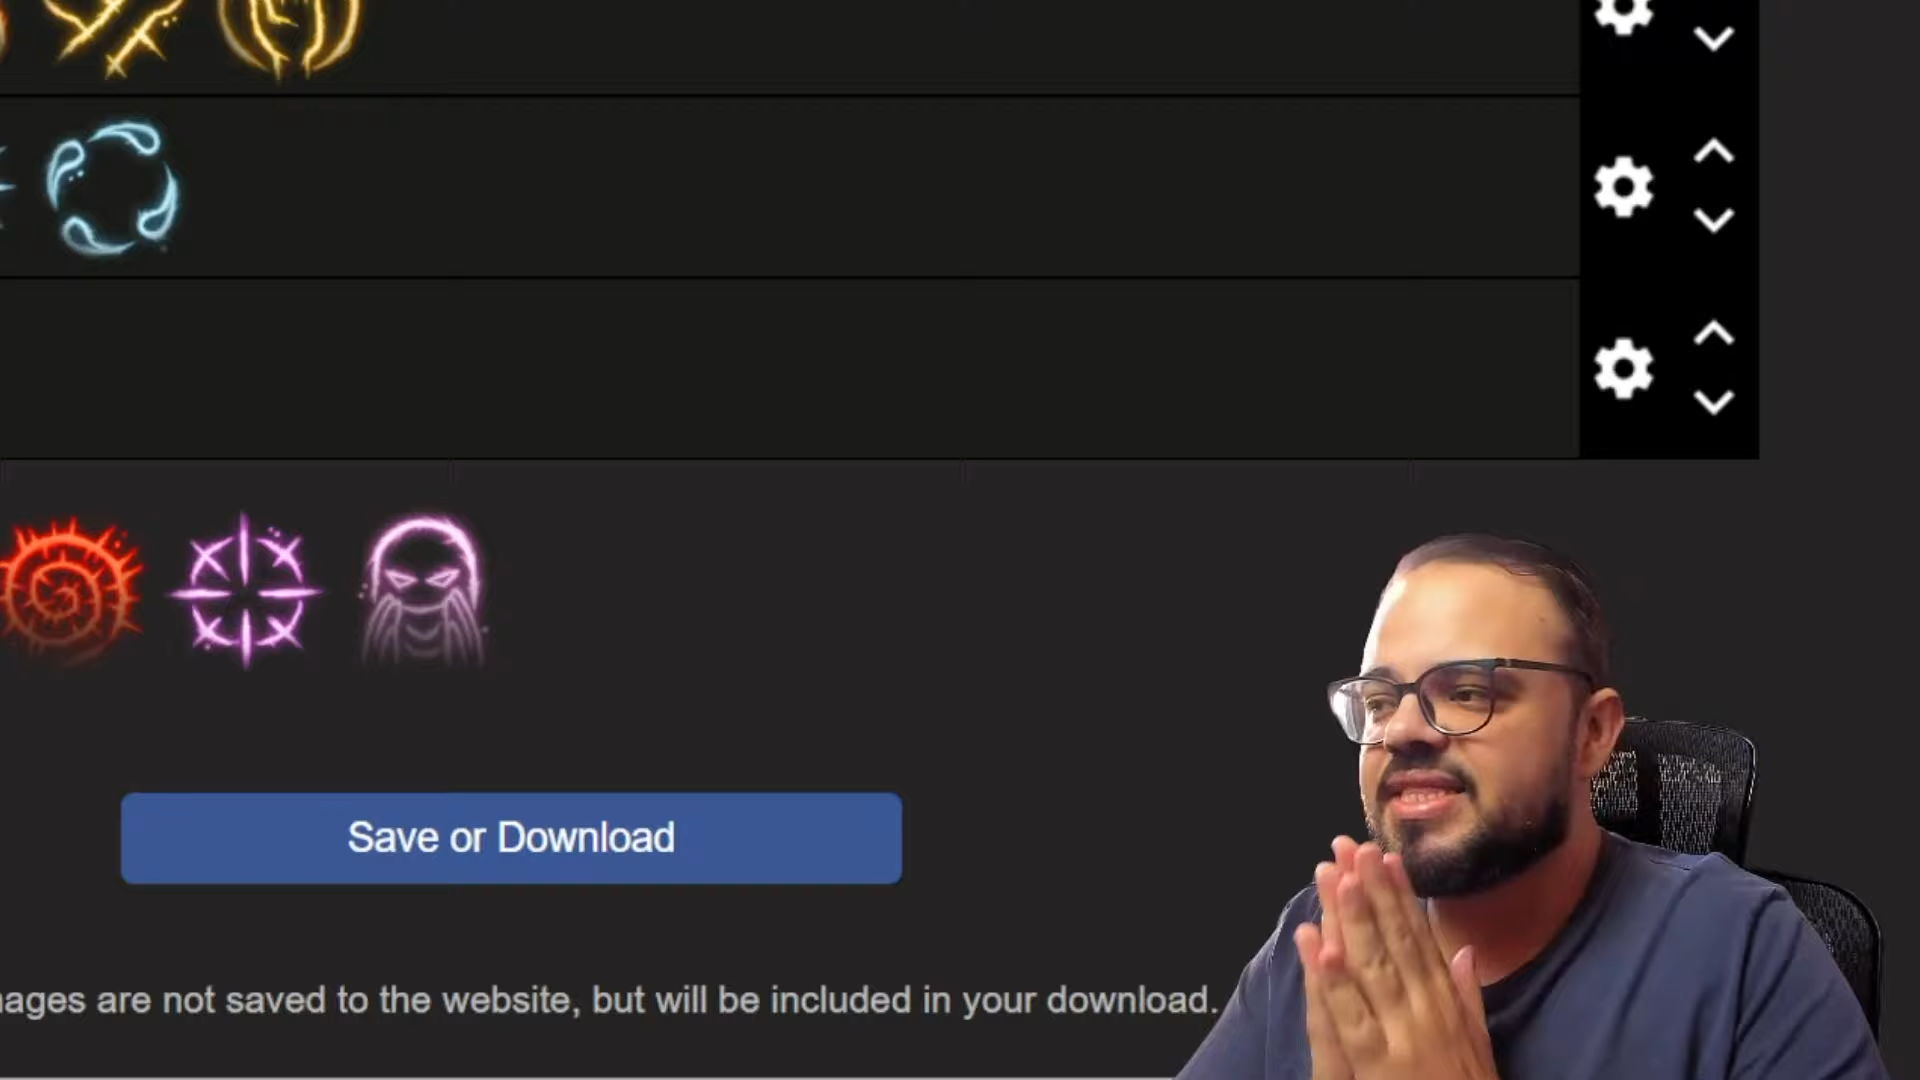 Save or Download
ages are not saved to the website, but will be included in your download.